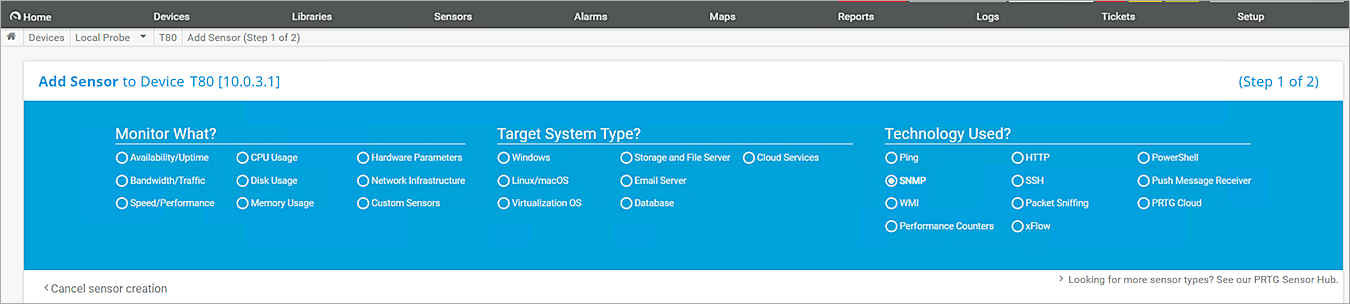 Home Devices Libraries Sensors Alarms Maps Reports Logs Tickets Setup
Devices Local Probe T80 Add Sensor (Step 1 of 2)
Add Sensor to Device T80 [10.0.3.1] (Step 1 of 2)
Monitor What? Target System Type? Technology Used?
Availability/Uptime CPU Usage Hardware Parameters Windows Storage and File Server Cloud Services Ping HTTP PowerShell
Bandwidth/Traffic Disk Usage Network Infrastructure Linux/macOS Email Server SNMP SSH Push Message Receiver
Speed/Performance Memory Usage Custom Sensors Virtualization OS Database WMI Packet Sniffing PRTG Cloud
Performance Counters xFlow
Looking for more sensor types? See our PRTG Sensor Hub.
Cancel sensor creation